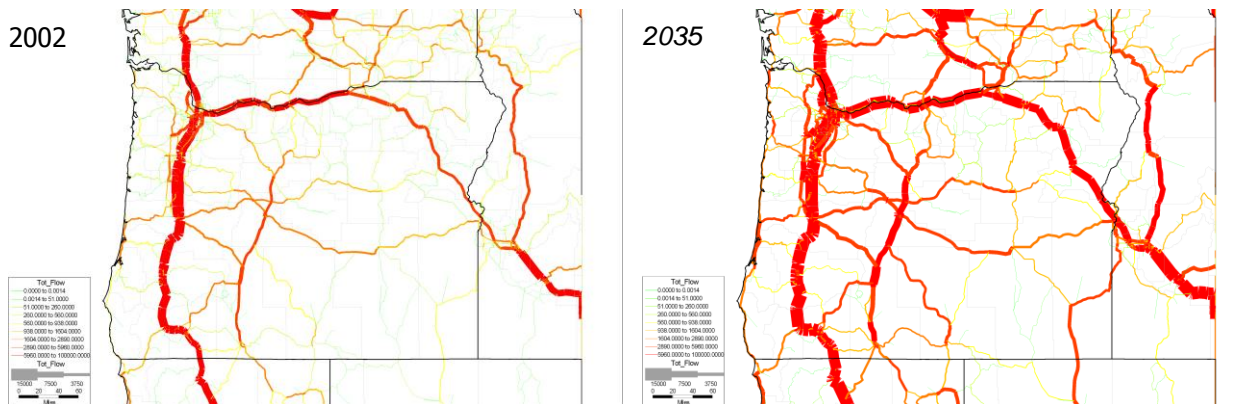 2002
Tot_Flow
0.0000 to 0.0014
0.0014 to 51.0000
51.0000 to 260.0000
260.0000 to 560.0000
560.0000 to 938.0000
938.0000 to 1604.0000
1604.0000 to 2890.0000
2890.0000 to 5960.0000
5960.0000 to 100000.0000
Tot_Flow
15000 7500 3750
0 20 40 60
Miles
2035
Tot_Flow
0.0000 to 0.0014
0.0014 to 51.0000
51.0000 to 260.0000
260.0000 to 560.0000
560.0000 to 938.0000
938.0000 to 1604.0000
1604.0000 to 2890.0000
2890.0000 to 5960.0000
5960.0000 to 100000.0000
Tot_Flow
15000 7500 3750
0 20 40 60
Miles